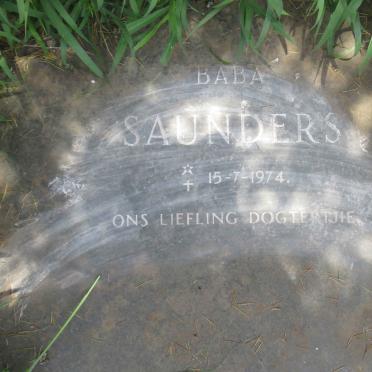 BABA
SAUNDERS
☆
✝ 15-7-1974.
ONS LIEFLING DOGTERTJIE.